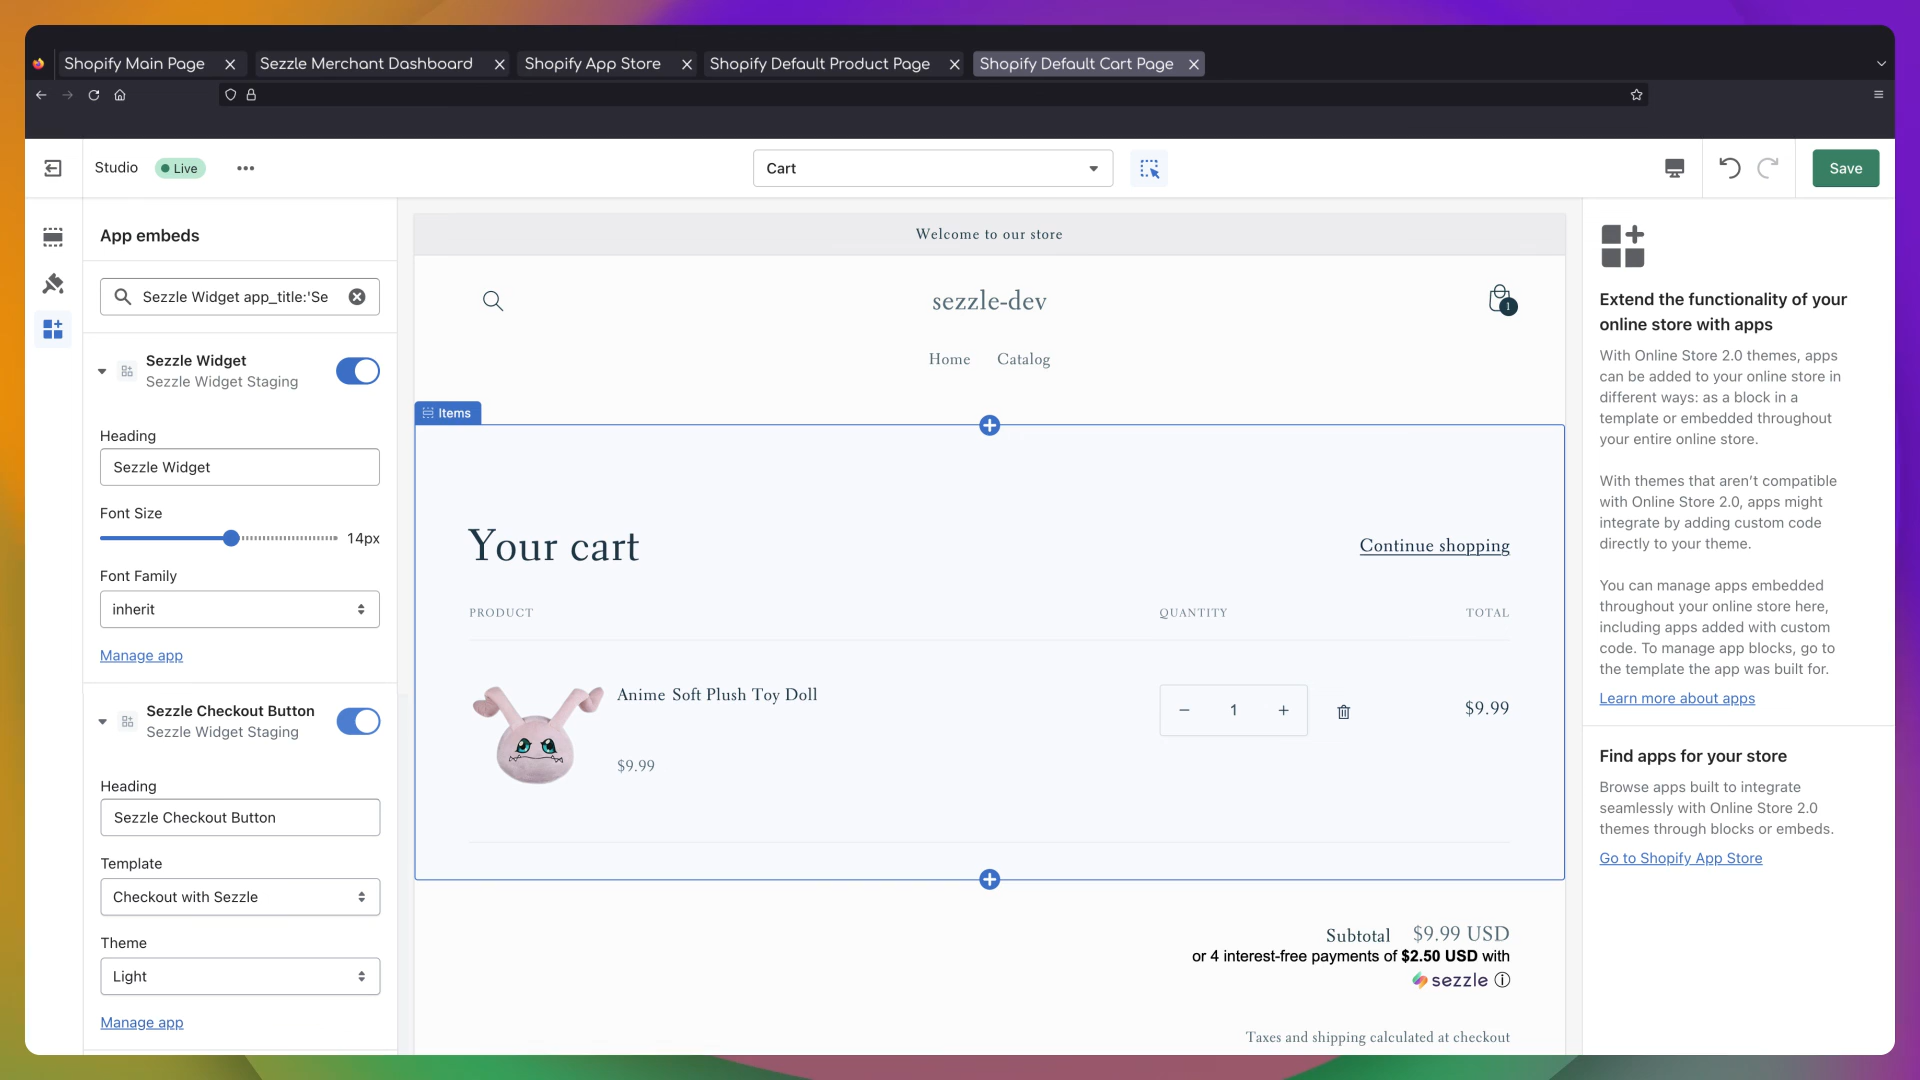 Shopify Main Page
Sezzle Merchant Dashboard
Shopify App Store
Shopify Default Product Page
Shopify Default Cart Page
Studio
Live
Cart
Save
App embeds
Sezzle Widget app_title:'Se
Sezzle Widget
Sezzle Widget Staging
Heading
Sezzle Widget
Font Size
14px
Font Family
inherit
Manage app
Sezzle Checkout Button
Sezzle Widget Staging
Heading
Sezzle Checkout Button
Template
Checkout with Sezzle
Theme
Light
Manage app
Welcome to our store
sezzle-dev
1
Home
Catalog
Items
Your cart
Continue shopping
PRODUCT
QUANTITY
TOTAL
Anime Soft Plush Toy Doll
$9.99
1
$9.99
Subtotal
$9.99 USD
or 4 interest-free payments of $2.50 USD with
sezzle
Taxes and shipping calculated at checkout
Extend the functionality of your
online store with apps
With Online Store 2.0 themes, apps
can be added to your online store in
different ways: as a block in a
template or embedded throughout
your entire online store.
With themes that aren't compatible
with Online Store 2.0, apps might
integrate by adding custom code
directly to your theme.
You can manage apps embedded
throughout your online store here,
including apps added with custom
code. To manage app blocks, go to
the template the app was built for.
Learn more about apps
Find apps for your store
Browse apps built to integrate
seamlessly with Online Store 2.0
themes through blocks or embeds.
Go to Shopify App Store